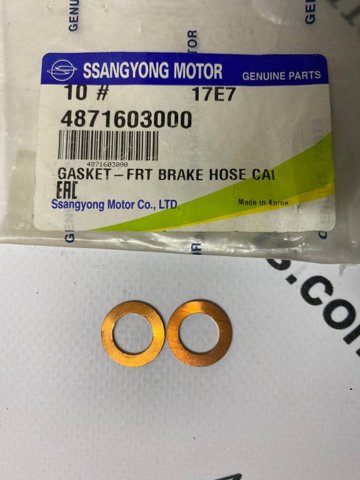 SSANGYONG MOTOR GENUINE PARTS
10 # 17E7
4871603000
4871603000
GASKET-FRT BRAKE HOSE CAL
EAC
Ssangyong Motor Co., LTD. Made in Korea